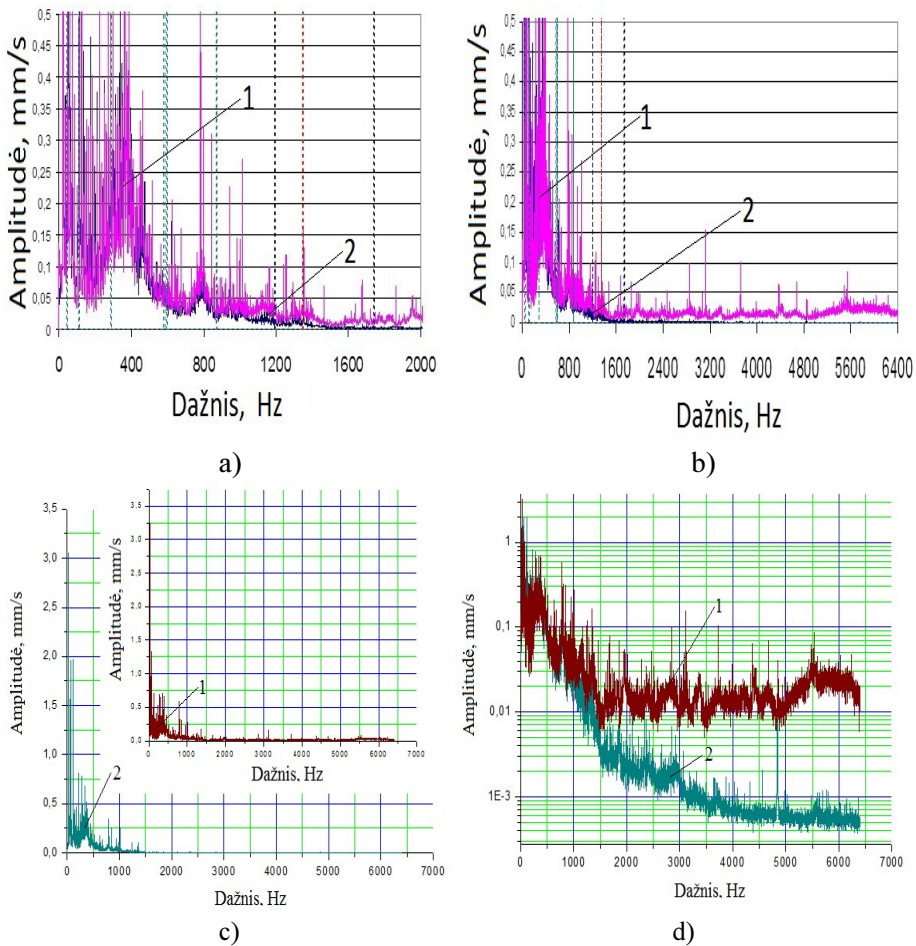 Amplitudė, mm/s
0,5
0,45
0,4
0,35
0,3
0,25
0,2
0,15
0,1
0,05
0
1
2
0 400 800 1200 1600 2000
Dažnis, Hz
a)
Amplitudė, mm/s
0,5
0,45
0,4
0,35
0,3
0,25
0,2
0,15
0,1
0,05
0
1
2
0 800 1600 2400 3200 4000 4800 5600 6400
Dažnis, Hz
b)
Amplitudė, mm/s
3,5
3,0
2,5
2,0
1,5
1,0
0,5
0,0
2
0 1000 2000 3000 4000 5000 6000 7000
Dažnis. Hz
Amplitudė, mm/s
3,5
3,0
2,5
2,0
1,5
1,0
0,5
0,0
1
0 1000 2000 3000 4000 5000 6000 7000
Dažnis. Hz
c)
Amplitudė, mm/s
1
0,1
0,01
1E-3
1
2
0 1000 2000 3000 4000 5000 6000 7000
Dažnis. Hz
d)